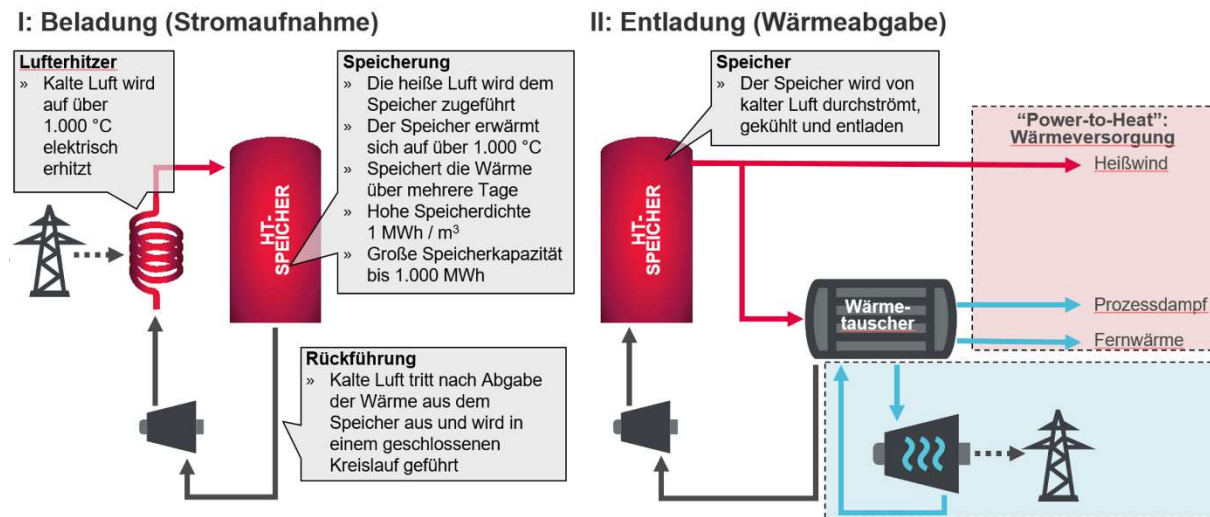 I: Beladung (Stromaufnahme)
Lufterhitzer
» Kalte Luft wird
auf über
1.000 °C
elektrisch
erhitzt
Speicherung
» Die heiße Luft wird dem
Speicher zugeführt
» Der Speicher erwärmt
sich auf über 1.000 °C
» Speichert die Wärme
über mehrere Tage
» Hohe Speicherdichte
1 MWh / m³
» Große Speicherkapazität
bis 1.000 MWh
HT-
SPEICHER
Rückführung
» Kalte Luft tritt nach Abgabe
der Wärme aus dem
Speicher aus und wird in
einem geschlossenen
Kreislauf geführt
II: Entladung (Wärmeabgabe)
Speicher
» Der Speicher wird von
kalter Luft durchströmt,
gekühlt und entladen
HT-
SPEICHER
“Power-to-Heat”:
Wärmeversorgung
Heißwind
Wärme-
tauscher
Prozessdampf
Fernwärme